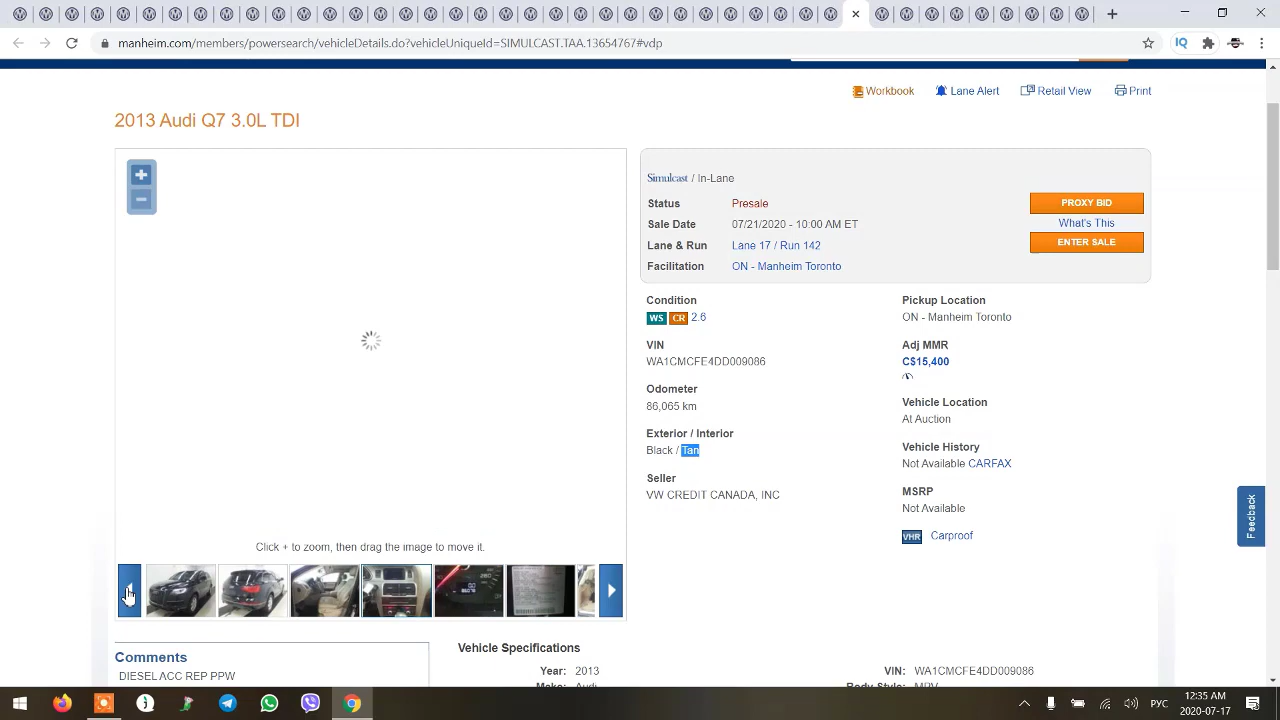 manheim.com/members/powersearch/vehicleDetails.do?vehicleUniqueId=SIMULCAST.TAA.13654767#vdp
IQ
Workbook
Lane Alert
Retail View
Print
2013 Audi Q7 3.0L TDI
Simulcast / In-Lane
Status Presale
PROXY BID
What's This
Sale Date 07/21/2020 - 10:00 AM ET
Lane & Run Lane 17 / Run 142
ENTER SALE
Facilitation ON - Manheim Toronto
Condition
WS CR 2.6
VIN
WA1CMCFE4DD009086
Odometer
86,065 km
Exterior / Interior
Black / Tan
Seller
VW CREDIT CANADA, INC
Pickup Location
ON - Manheim Toronto
Adj MMR
C$15,400
Vehicle Location
At Auction
Vehicle History
Not Available CARFAX
MSRP
Not Available
VHR Carproof
Feedback
Click + to zoom, then drag the image to move it.
Comments
DIESEL ACC REP PPW
Vehicle Specifications
Year: 2013
VIN: WA1CMCFE4DD009086
Make: Audi
Body Style: MPV
РУС
12:35 AM
2020-07-17